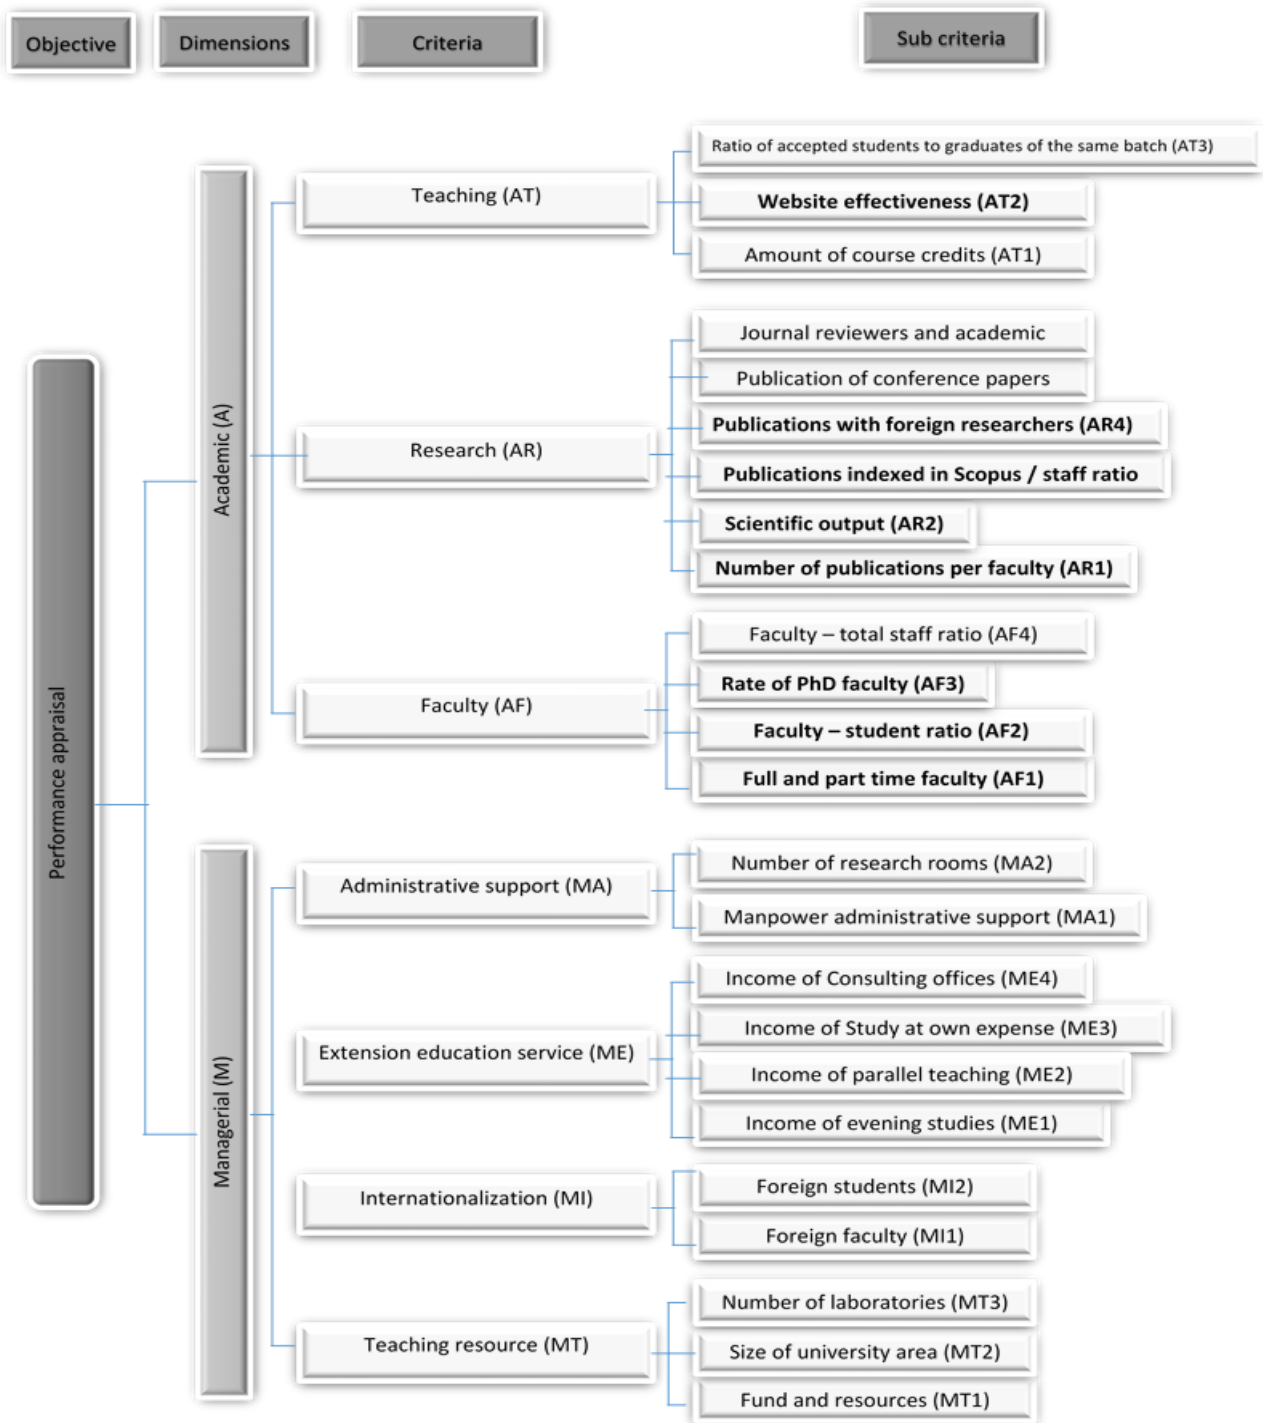 Objective
Dimensions
Criteria
Sub criteria
Performance appraisal
Academic (A)
Teaching (AT)
Ratio of accepted students to graduates of the same batch (AT3)
Website effectiveness (AT2)
Amount of course credits (AT1)
Research (AR)
Journal reviewers and academic
Publication of conference papers
Publications with foreign researchers (AR4)
Publications indexed in Scopus / staff ratio
Scientific output (AR2)
Number of publications per faculty (AR1)
Faculty (AF)
Faculty – total staff ratio (AF4)
Rate of PhD faculty (AF3)
Faculty – student ratio (AF2)
Full and part time faculty (AF1)
Managerial (M)
Administrative support (MA)
Number of research rooms (MA2)
Manpower administrative support (MA1)
Extension education service (ME)
Income of Consulting offices (ME4)
Income of Study at own expense (ME3)
Income of parallel teaching (ME2)
Income of evening studies (ME1)
Internationalization (MI)
Foreign students (MI2)
Foreign faculty (MI1)
Teaching resource (MT)
Number of laboratories (MT3)
Size of university area (MT2)
Fund and resources (MT1)